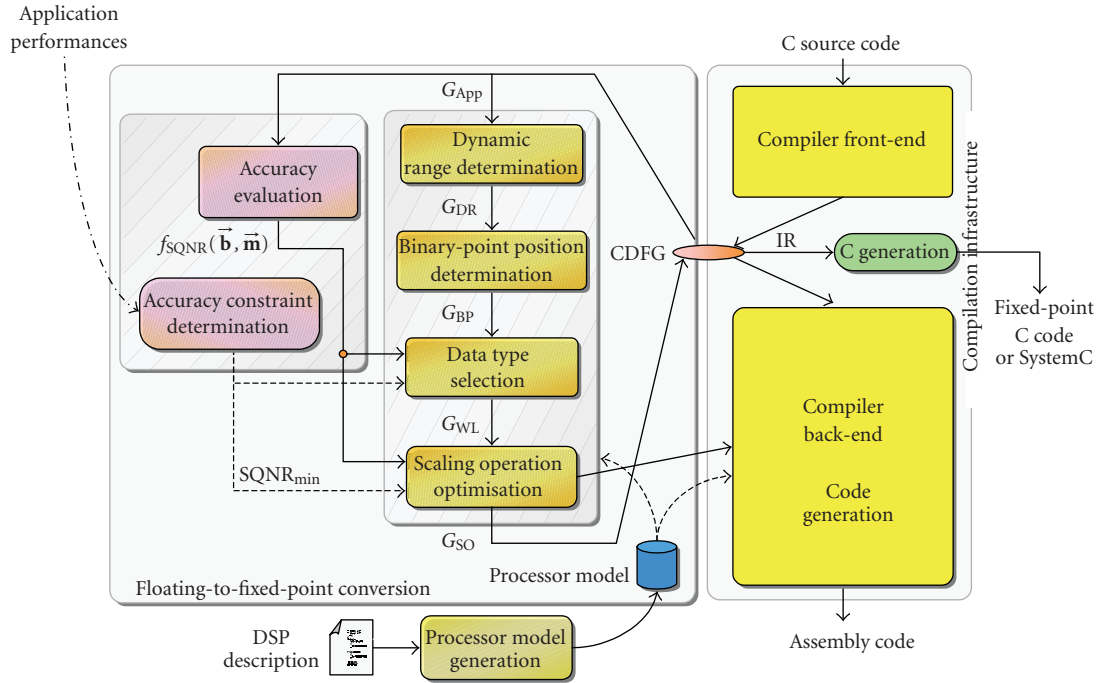 Application
performances
C source code
G_App
Dynamic
range determination
Compiler front-end
Accuracy
evaluation
G_DR
f_SQNR(b⃗, m⃗)
Binary-point position
determination
CDFG
IR
C generation
Compilation infrastructure
Accuracy constraint
determination
G_BP
Fixed-point
C code
or SystemC
Data type
selection
G_WL
Compiler
back-end
Scaling operation
optimisation
SQNR_min
Code
generation
G_SO
Processor model
Floating-to-fixed-point conversion
DSP
description
Processor model
generation
Assembly code